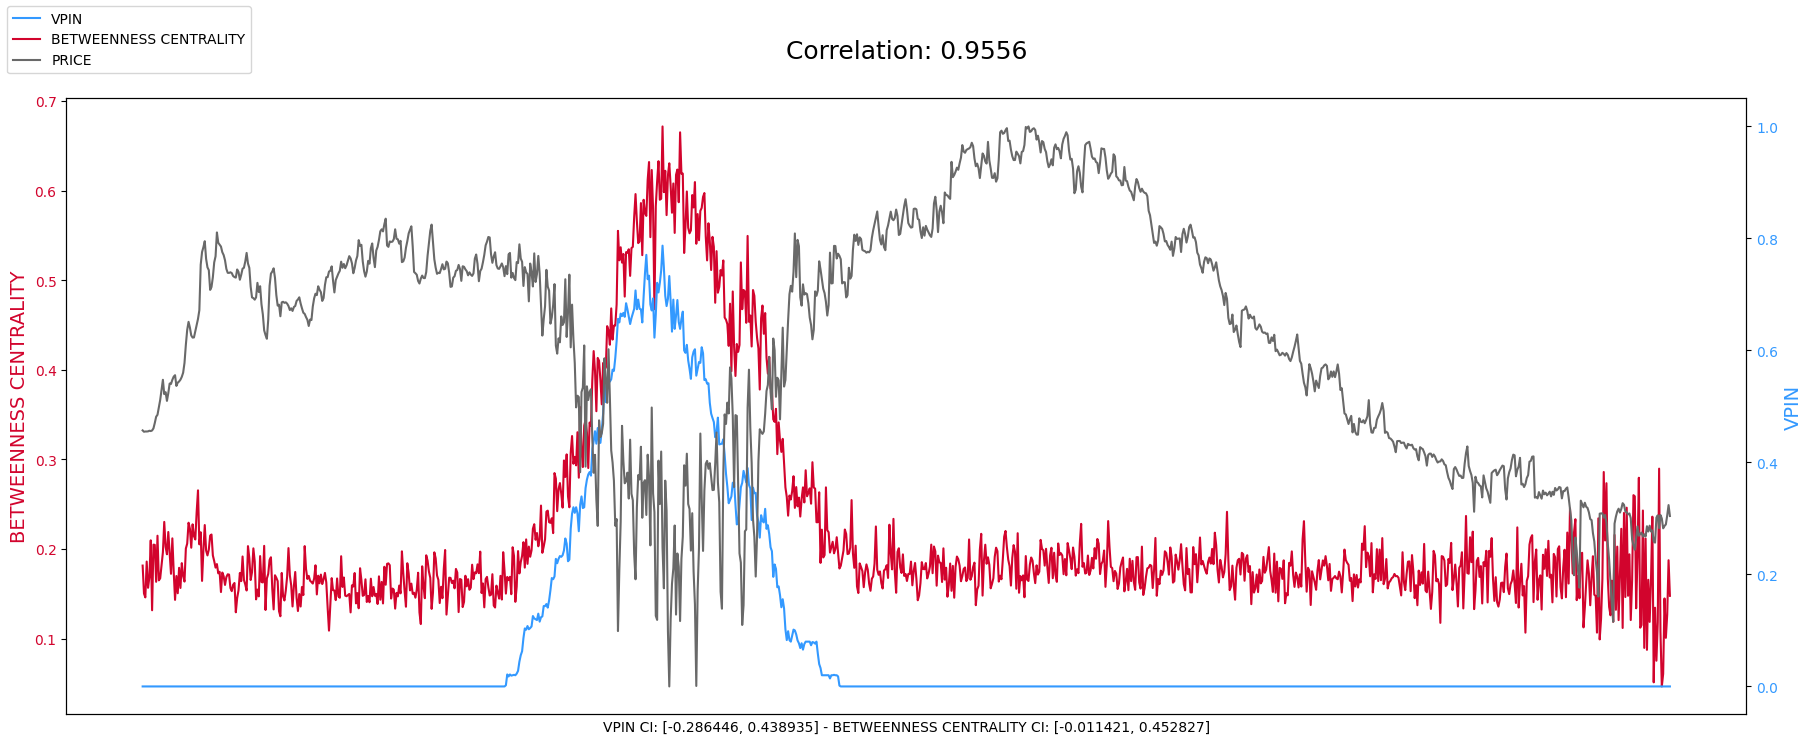 VPIN
BETWEENNESS CENTRALITY
PRICE
Correlation: 0.9556
BETWEENNESS CENTRALITY
0.7
0.6
0.5
0.4
0.3
0.2
0.1
1.0
0.8
0.6
0.4
0.2
0.0
VPIN
VPIN CI: [-0.286446, 0.438935] - BETWEENNESS CENTRALITY CI: [-0.011421, 0.452827]